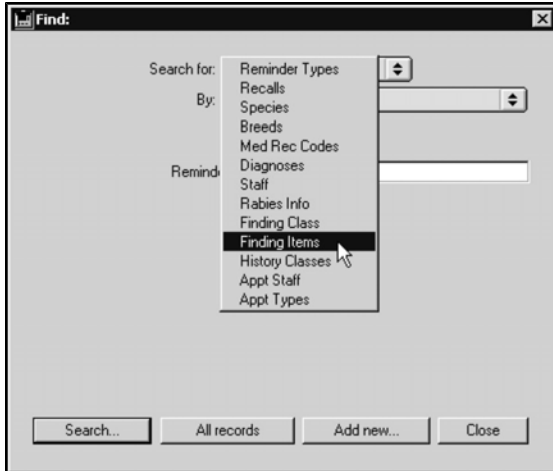 Find:
Search for:
By:
Reminder Types
Recalls
Species
Breeds
Med Rec Codes
Diagnoses
Staff
Rabies Info
Finding Class
Finding Items
History Classes
Appt Staff
Appt Types
Search...
All records
Add new...
Close